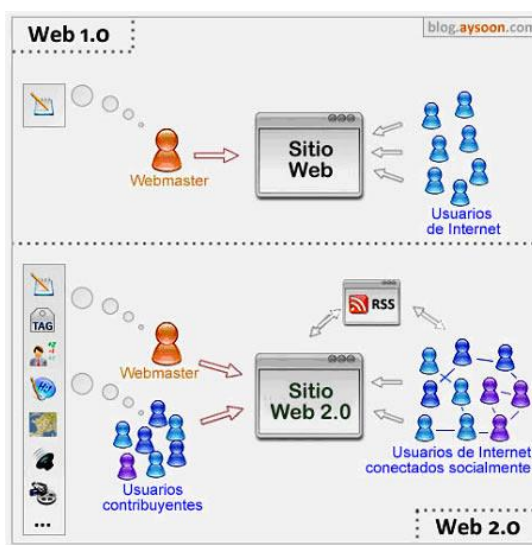 Web 1.0
blog.aysoon.com
Webmaster
Sitio
Web
Usuarios
de Internet
TAG
RSS
Webmaster
Sitio
Web 2.0
Usuarios
contribuyentes
Usuarios de Internet
conectados socialmente
...
Web 2.0